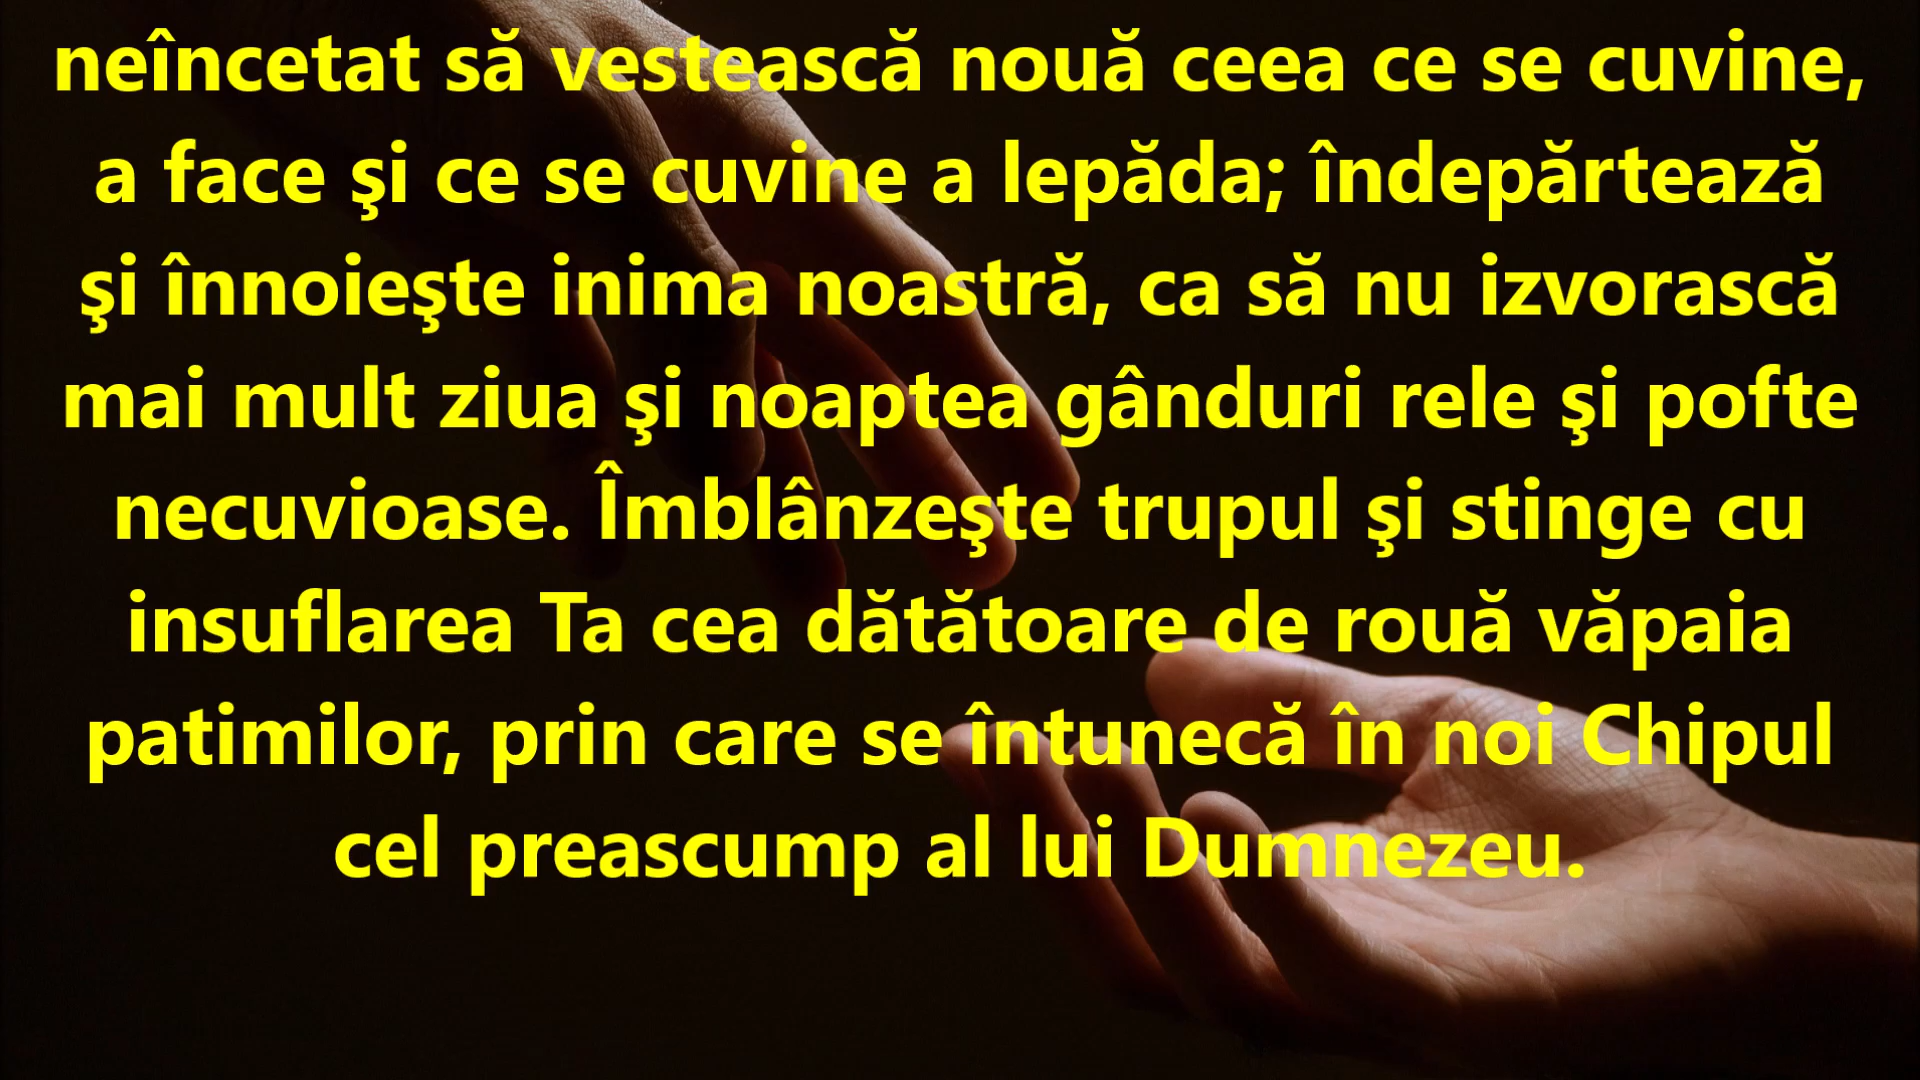 neîncetat să vestească nouă ceea ce se cuvine,
a face şi ce se cuvine a lepăda; îndepărtează
şi înnoieşte inima noastră, ca să nu izvorască
mai mult ziua şi noaptea gânduri rele şi pofte
necuvioase. Îmblânzeşte trupul şi stinge cu
insuflarea Ta cea dătătoare de rouă văpaia
patimilor, prin care se întunecă în noi Chipul
cel preascump al lui Dumnezeu.